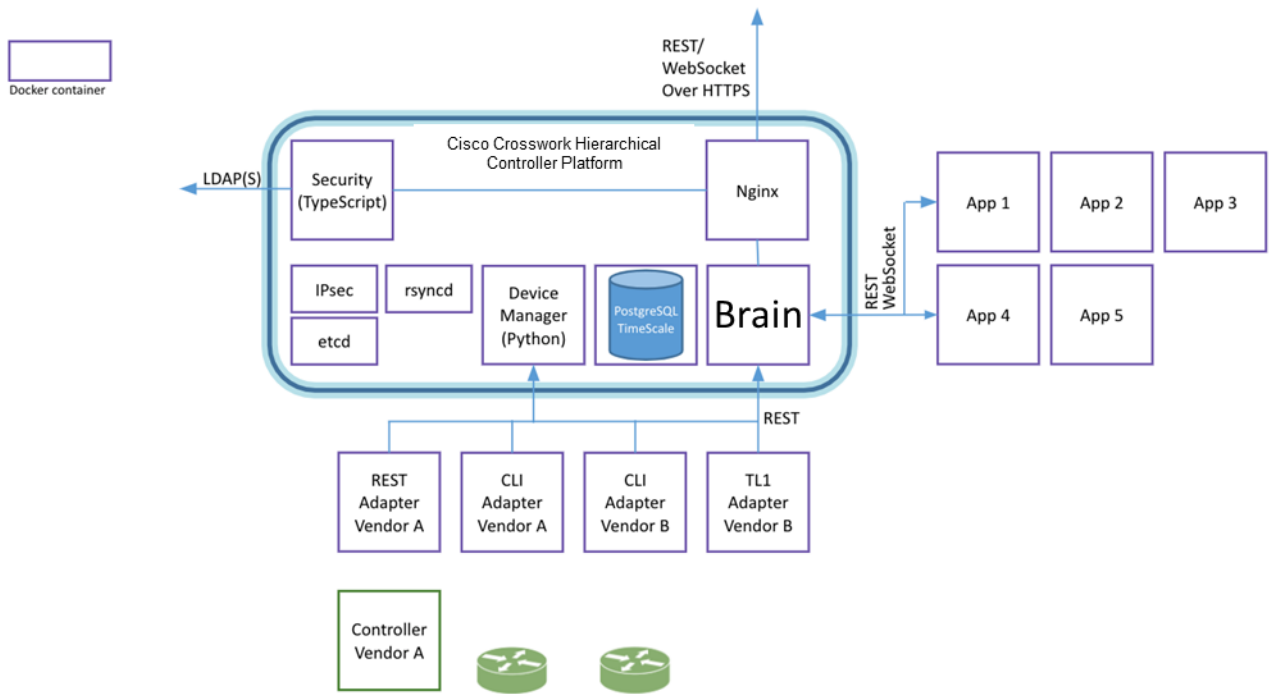 Docker container
REST/
WebSocket
Over HTTPS
Cisco Crosswork Hierarchical
Controller Platform
LDAP(S)
Security
(TypeScript)
Nginx
IPsec
rsyncd
etcd
Device
Manager
(Python)
PostgreSQL
TimeScale
Brain
REST
WebSocket
App 1
App 2
App 3
App 4
App 5
REST
REST
Adapter
Vendor A
CLI
Adapter
Vendor A
CLI
Adapter
Vendor B
TL1
Adapter
Vendor B
Controller
Vendor A